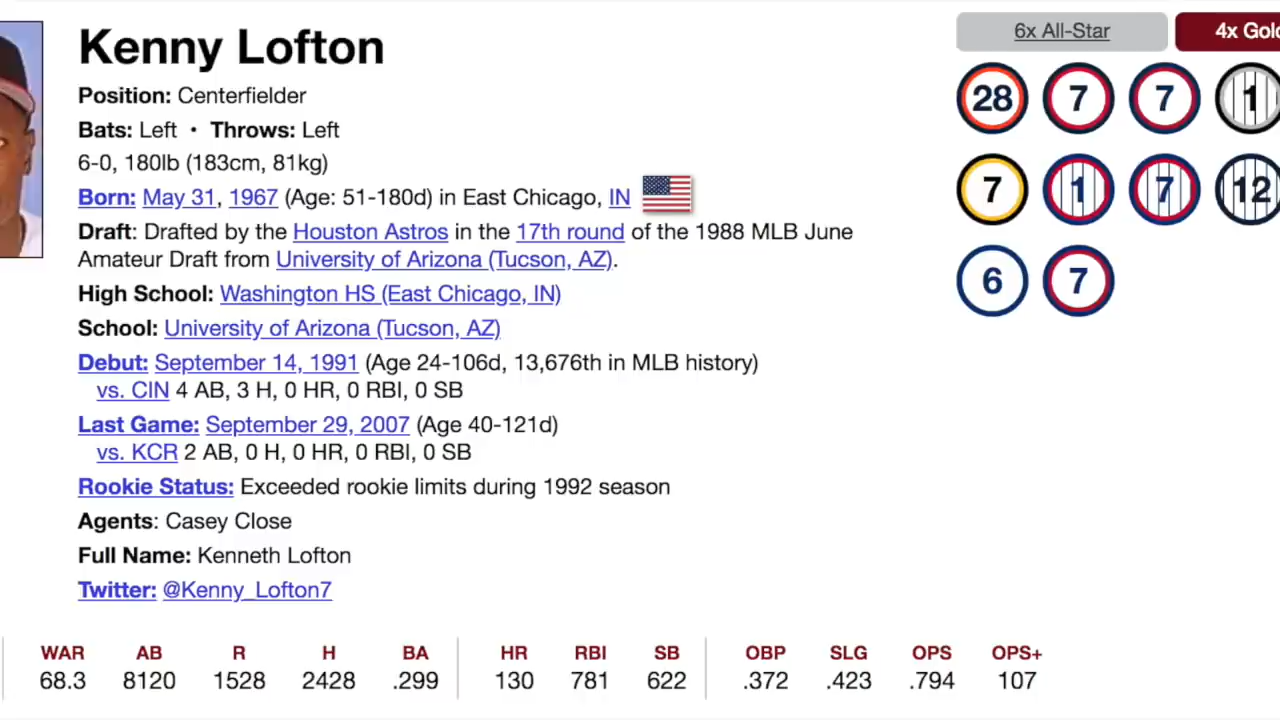 Kenny Lofton
Position: Centerfielder
Bats: Left • Throws: Left
6-0, 180lb (183cm, 81kg)
Born: May 31, 1967 (Age: 51-180d) in East Chicago, IN
Draft: Drafted by the Houston Astros in the 17th round of the 1988 MLB June
Amateur Draft from University of Arizona (Tucson, AZ).
High School: Washington HS (East Chicago, IN)
School: University of Arizona (Tucson, AZ)
Debut: September 14, 1991 (Age 24-106d, 13,676th in MLB history)
vs. CIN 4 AB, 3 H, 0 HR, 0 RBI, 0 SB
Last Game: September 29, 2007 (Age 40-121d)
vs. KCR 2 AB, 0 H, 0 HR, 0 RBI, 0 SB
Rookie Status: Exceeded rookie limits during 1992 season
Agents: Casey Close
Full Name: Kenneth Lofton
Twitter: @Kenny_Lofton7
6x All-Star 4x Gol
28 7 7 1
7 1 7 12
6 7
WAR AB R H BA HR RBI SB OBP SLG OPS OPS+
68.3 8120 1528 2428 .299 130 781 622 .372 .423 .794 107